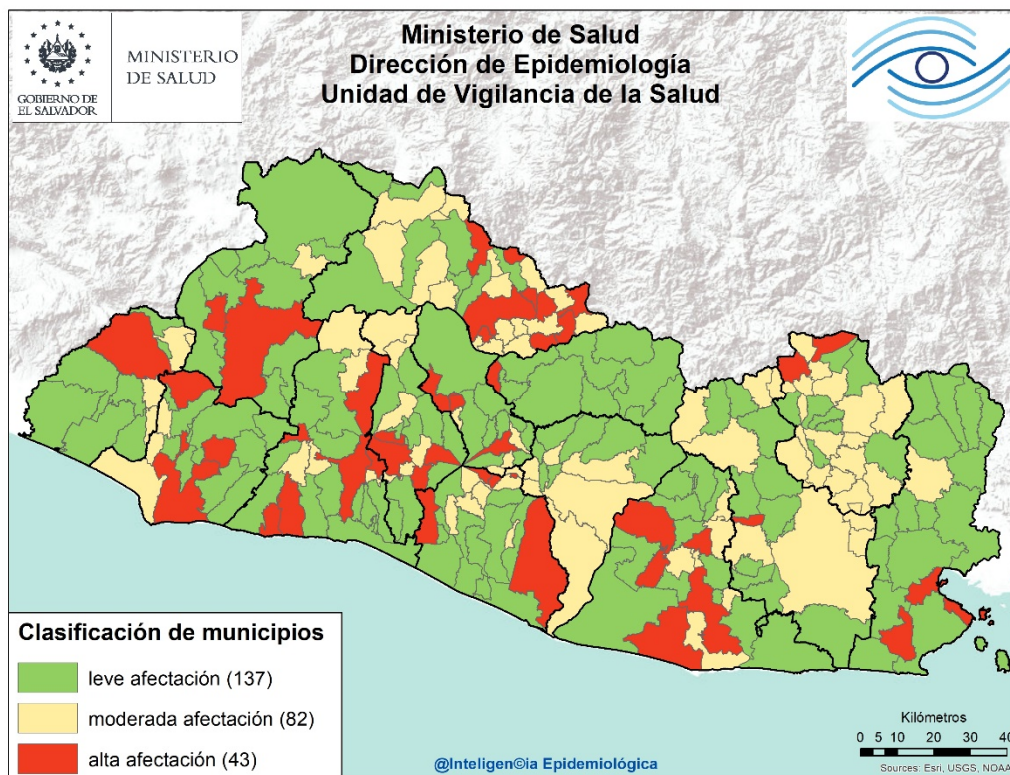 GOBIERNO DE
EL SALVADOR
MINISTERIO
DE SALUD
Ministerio de Salud
Dirección de Epidemiología
Unidad de Vigilancia de la Salud
Clasificación de municipios
leve afectación (137)
moderada afectación (82)
alta afectación (43)
@Inteligen©ia Epidemiológica
Kilómetros
0 5 10 20 30 40
Sources: Esri, USGS, NOAA